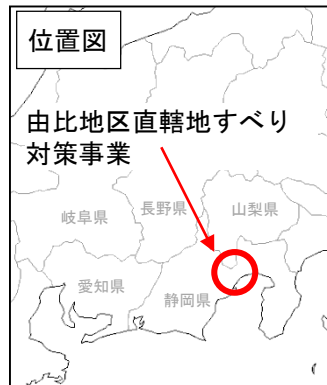 位置図
由比地区直轄地すべり
対策事業
岐阜県
長野県
山梨県
愛知県
静岡県